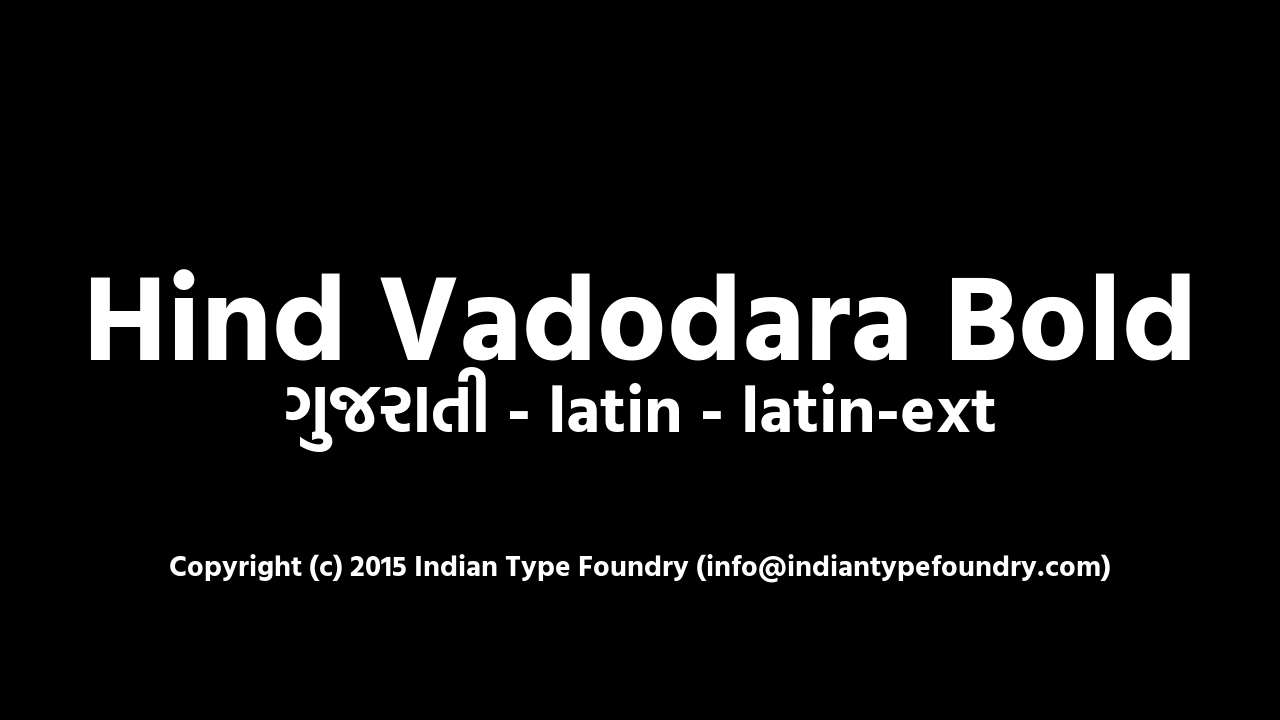 Hind Vadodara Bold
ગુજરાતી - latin - latin-ext
Copyright (c) 2015 Indian Type Foundry (info@indiantypefoundry.com)